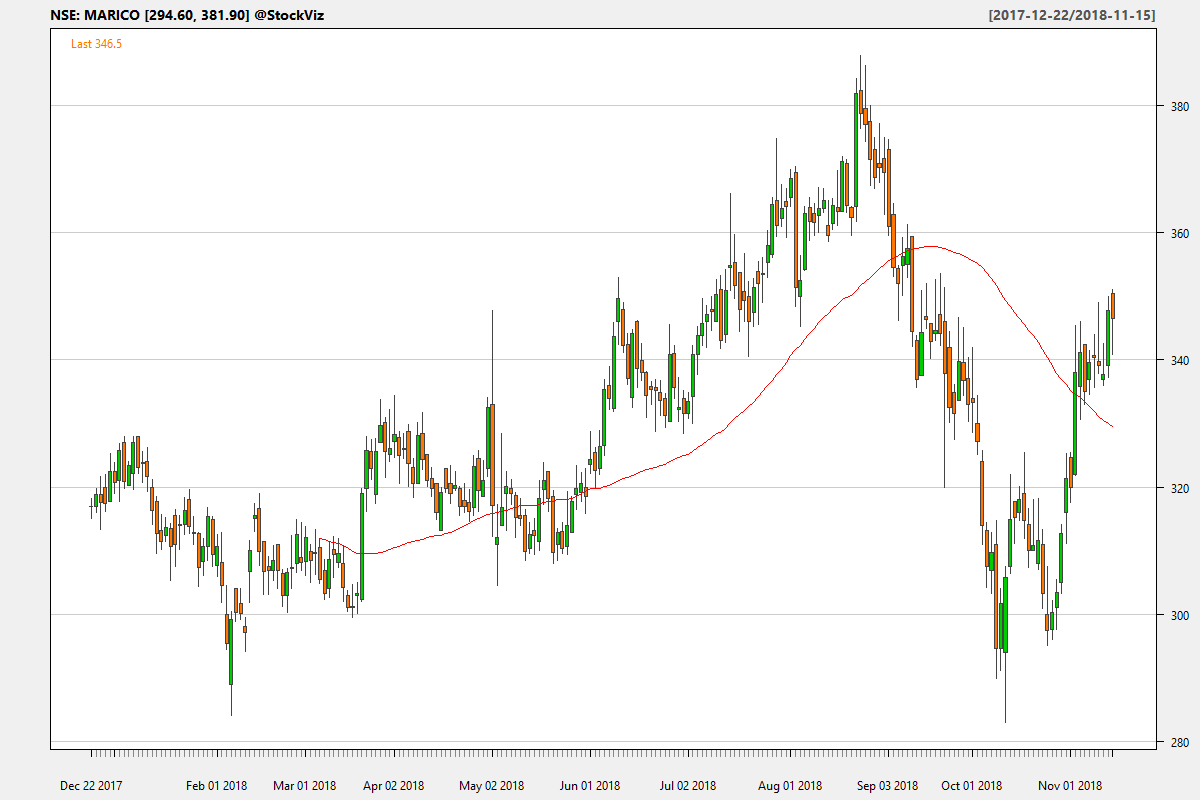 NSE: MARICO [294.60, 381.90] @StockViz [2017-12-22/2018-11-15]
Last 346.5
380
360
340
320
300
280
Dec 22 2017 Feb 01 2018 Mar 01 2018 Apr 02 2018 May 02 2018 Jun 01 2018 Jul 02 2018 Aug 01 2018 Sep 03 2018 Oct 01 2018 Nov 01 2018